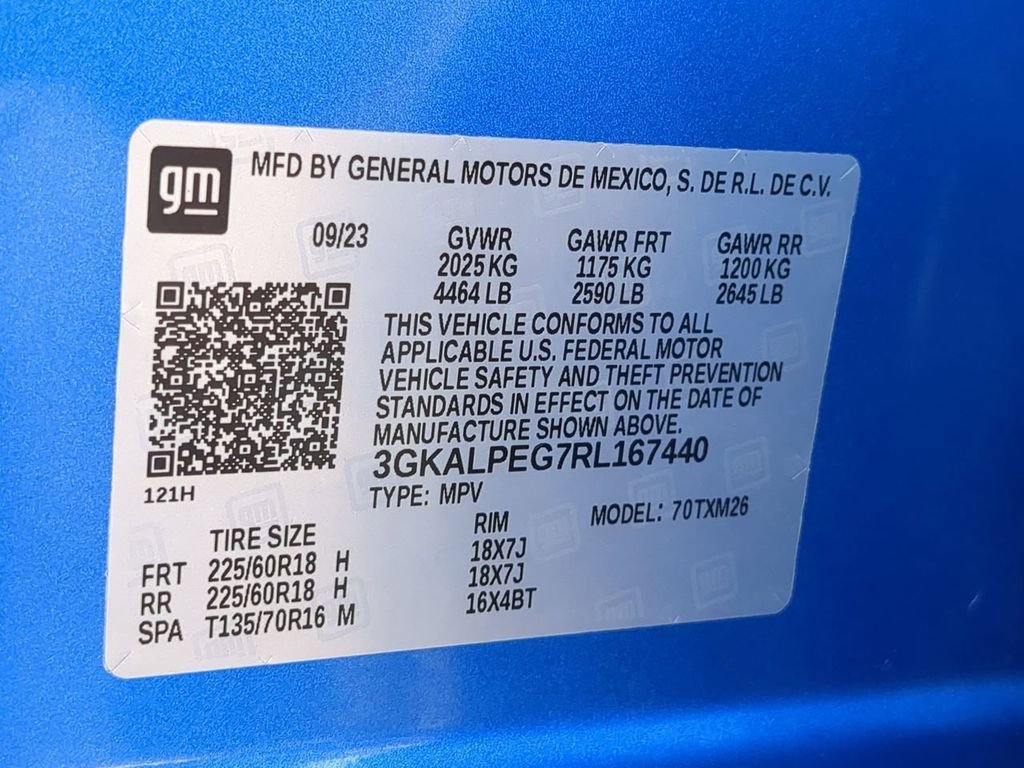 gm
MFD BY GENERAL MOTORS DE MEXICO, S. DE R.L. DE C.V.
09/23 GVWR GAWR FRT GAWR RR
2025 KG 1175 KG 1200 KG
4464 LB 2590 LB 2645 LB
THIS VEHICLE CONFORMS TO ALL
APPLICABLE U.S. FEDERAL MOTOR
VEHICLE SAFETY AND THEFT PREVENTION
STANDARDS IN EFFECT ON THE DATE OF
MANUFACTURE SHOWN ABOVE.
3GKALPEG7RL167440
121H
TYPE: MPV
MODEL: 70TXM26
TIRE SIZE RIM
FRT 225/60R18 H 18X7J
RR 225/60R18 H 18X7J
SPA T135/70R16 M 16X4BT